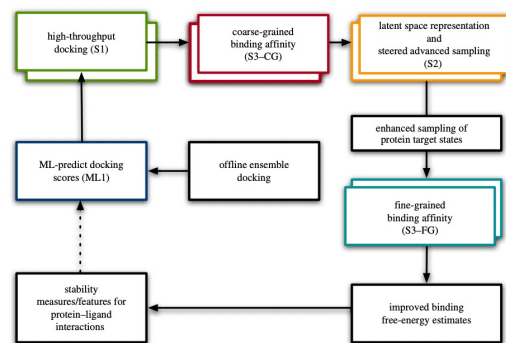 high-throughput
docking (S1)
coarse-grained
binding affinity
(S3–CG)
latent space representation
and
steered advanced sampling
(S2)
enhanced sampling of
protein target states
ML-predict docking
scores (ML1)
offline ensemble
docking
fine-grained
binding affinity
(S3–FG)
stability
measures/features for
protein–ligand
interactions
improved binding
free-energy estimates